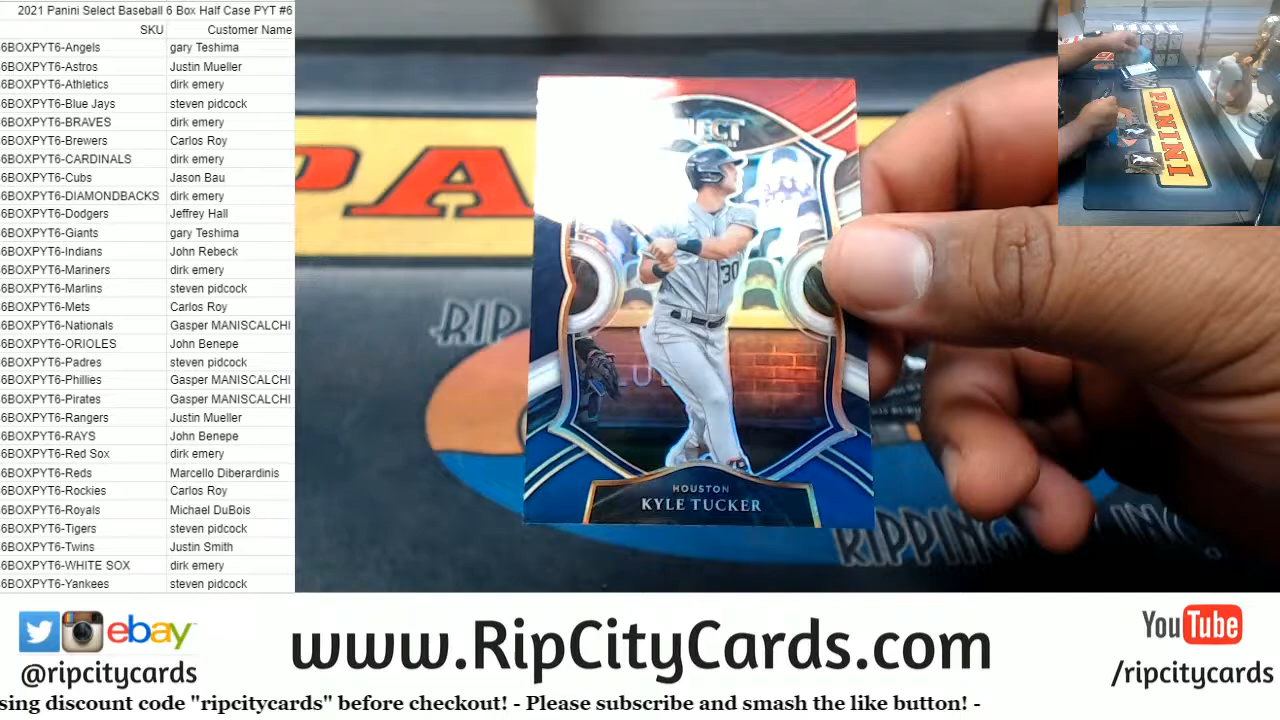 2021 Panini Select Baseball 6 Box Half Case PYT #6
SKU Customer Name
6BOXPYT6-Angels gary Teshima
6BOXPYT6-Astros Justin Mueller
6BOXPYT6-Athletics dirk emery
6BOXPYT6-Blue Jays steven pidcock
6BOXPYT6-BRAVES dirk emery
6BOXPYT6-Brewers Carlos Roy
6BOXPYT6-CARDINALS dirk emery
6BOXPYT6-Cubs Jason Bau
6BOXPYT6-DIAMONDBACKS dirk emery
6BOXPYT6-Dodgers Jeffrey Hall
6BOXPYT6-Giants gary Teshima
6BOXPYT6-Indians John Rebeck
6BOXPYT6-Mariners dirk emery
6BOXPYT6-Marlins steven pidcock
6BOXPYT6-Mets Carlos Roy
6BOXPYT6-Nationals Gasper MANISCALCHI
6BOXPYT6-ORIOLES John Benepe
6BOXPYT6-Padres steven pidcock
6BOXPYT6-Phillies Gasper MANISCALCHI
6BOXPYT6-Pirates Gasper MANISCALCHI
6BOXPYT6-Rangers Justin Mueller
6BOXPYT6-RAYS John Benepe
6BOXPYT6-Red Sox dirk emery
6BOXPYT6-Reds Marcello Diberardinis
6BOXPYT6-Rockies Carlos Roy
6BOXPYT6-Royals Michael DuBois
6BOXPYT6-Tigers steven pidcock
6BOXPYT6-Twins Justin Smith
6BOXPYT6-WHITE SOX dirk emery
6BOXPYT6-Yankees steven pidcock
PA
RIP
ECT
30
HOUSTON
KYLE TUCKER
RIPPIN
INC.
PANINI
ebay
@ripcitycards
www.RipCityCards.com
YouTube
/ripcitycards
sing discount code "ripcitycards" before checkout! - Please subscribe and smash the like button! -